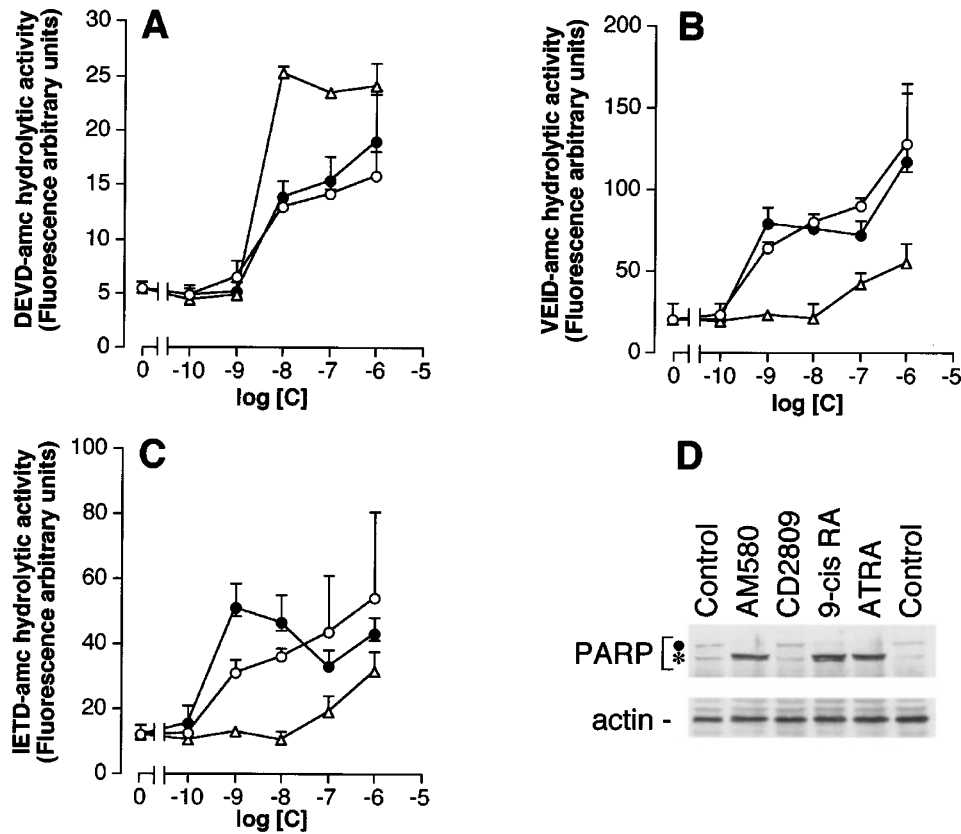 A
DEVD-amc hydrolytic activity
(Fluorescence arbitrary units)
30
25
20
15
10
5
0
0 -10 -9 -8 -7 -6 -5
log [C]
B
VEID-amc hydrolytic activity
(Fluorescence arbitrary units)
200
150
100
50
0
0 -10 -9 -8 -7 -6 -5
log [C]
C
IETD-amc hydrolytic activity
(Fluorescence arbitrary units)
100
80
60
40
20
0
0 -10 -9 -8 -7 -6 -5
log [C]
D
Control
AM580
CD2809
9-cis RA
ATRA
Control
PARP [●
*
actin -